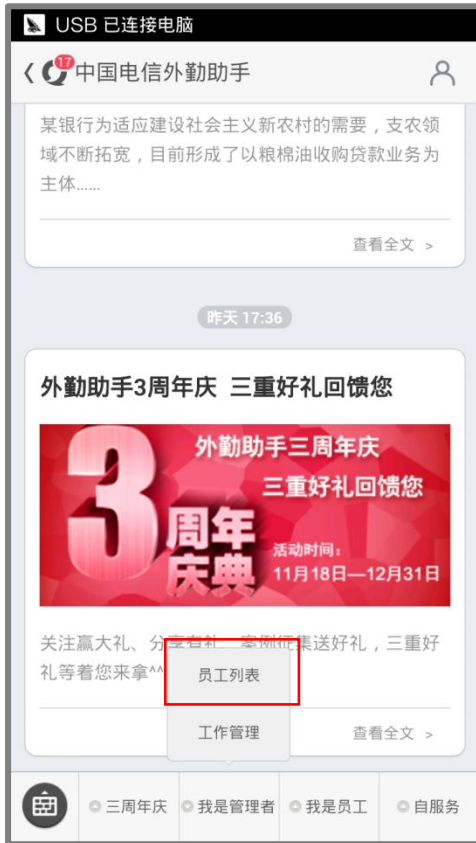 USB 已连接电脑
17
中国电信外勤助手
某银行为适应建设社会主义新农村的需要，支农领
域不断拓宽，目前形成了以粮棉油收购贷款业务为
主体......
查看全文 >
昨天 17:36
外勤助手3周年庆 三重好礼回馈您
外勤助手三周年庆
三重好礼回馈您
3
周年
庆典
活动时间：
11月18日—12月31日
关注赢大礼、分享有礼、案例征集送好礼，三重好
礼等着您来拿^^
员工列表
工作管理
查看全文 >
三周年庆
我是管理者
我是员工
自服务